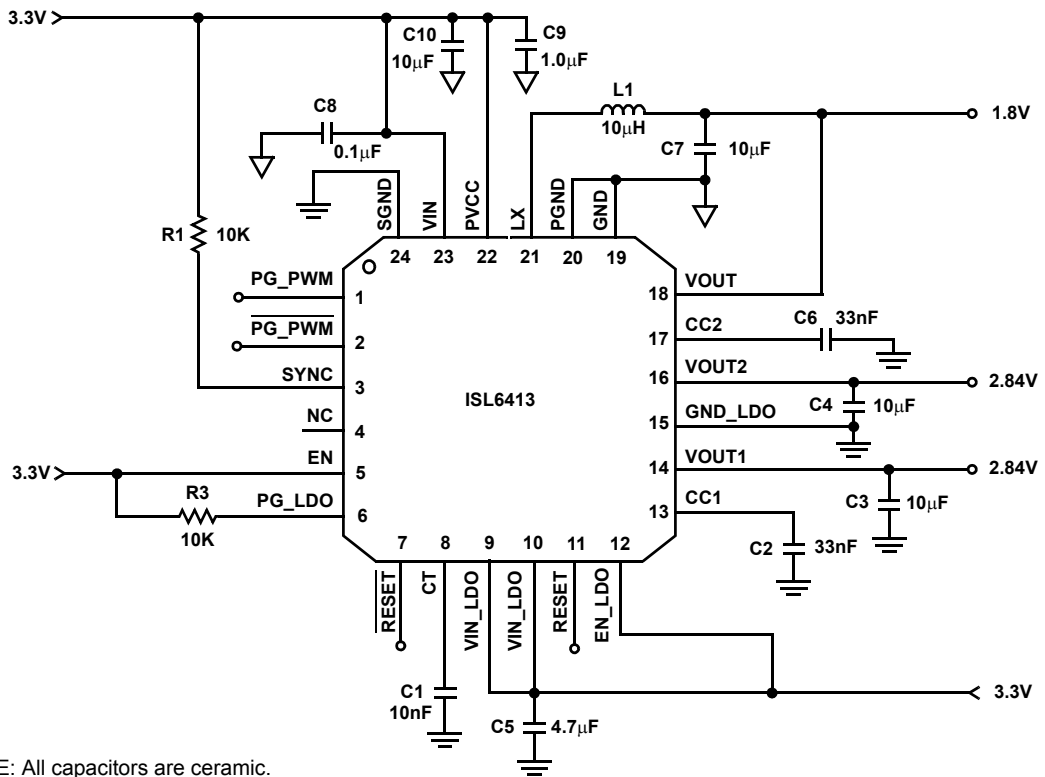 3.3V
C10
10µF
C9
1.0µF
L1
10µH
1.8V
C8
0.1µF
C7
10µF
SGND
VIN
PVCC
LX
PGND
GND
R1
10K
24
23
22
21
20
19
PG_PWM
1
18
VOUT
PG_PWM
2
17
CC2
C6
33nF
SYNC
3
16
VOUT2
2.84V
ISL6413
C4
10µF
NC
4
15
GND_LDO
3.3V
EN
5
14
VOUT1
2.84V
R3
10K
PG_LDO
6
13
CC1
C3
10µF
7
8
9
10
11
12
C2
33nF
RESET
CT
VIN_LDO
VIN_LDO
RESET
EN_LDO
C1
10nF
C5
4.7µF
3.3V
E: All capacitors are ceramic.